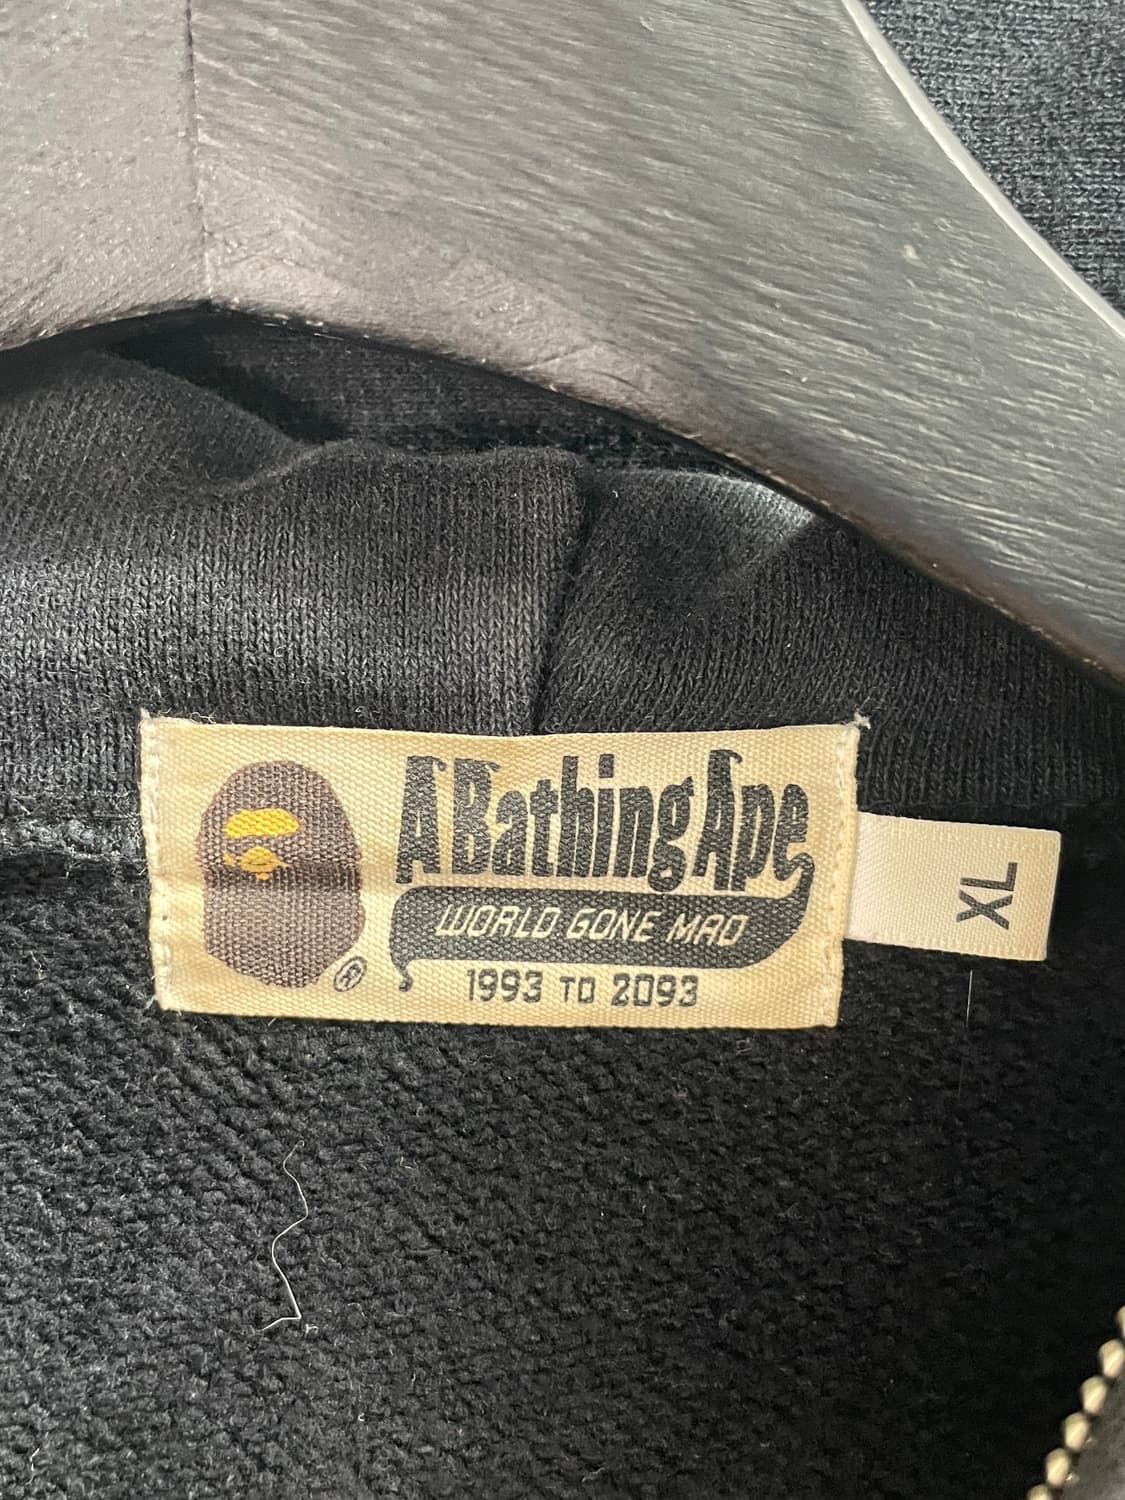 A Bathing Ape
WORLD GONE MAD
1993 TO 2093
®
XL